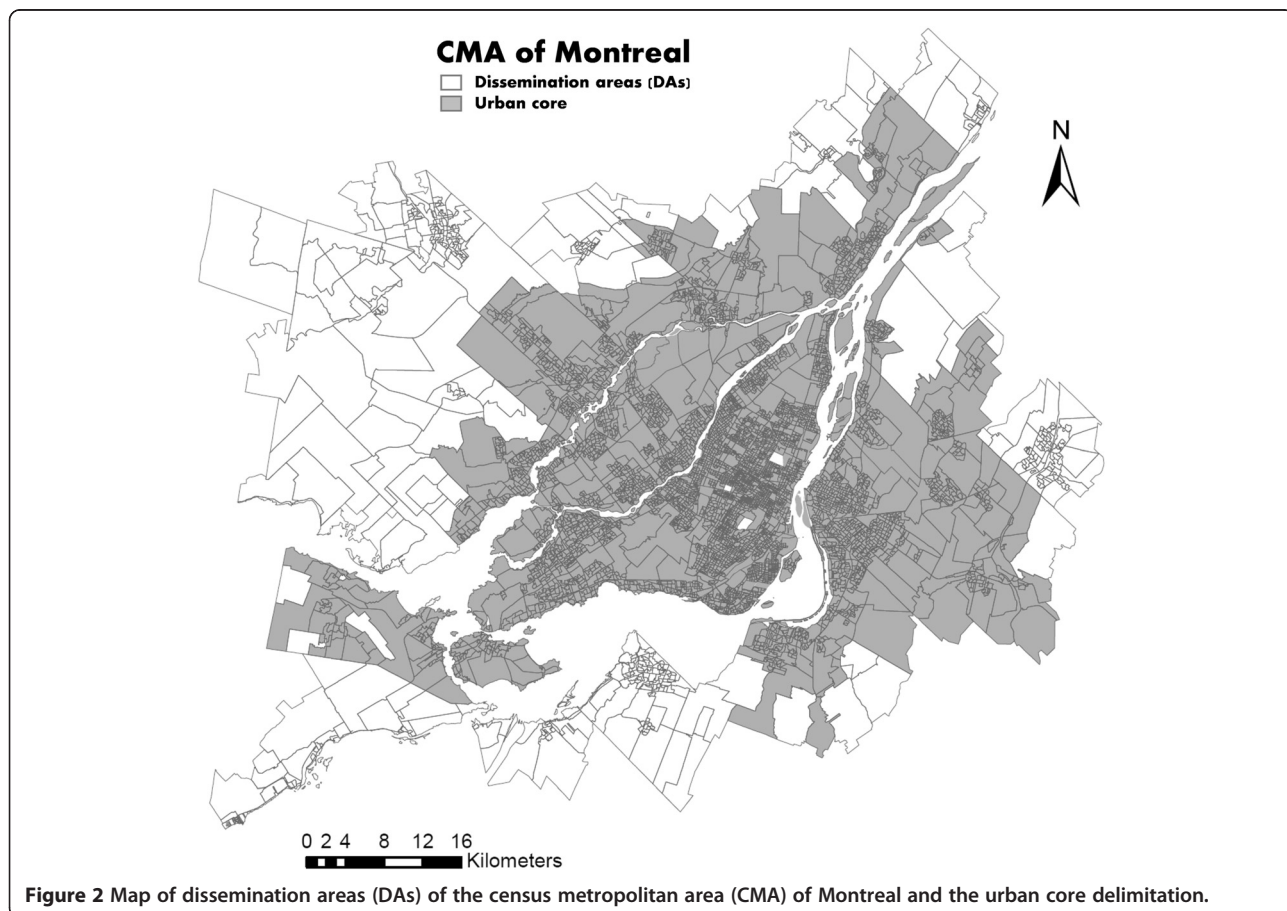 CMA of Montreal
Dissemination areas (DAs)
Urban core
N
0 2 4 8 12 16
Kilometers
Figure 2 Map of dissemination areas (DAs) of the census metropolitan area (CMA) of Montreal and the urban core delimitation.